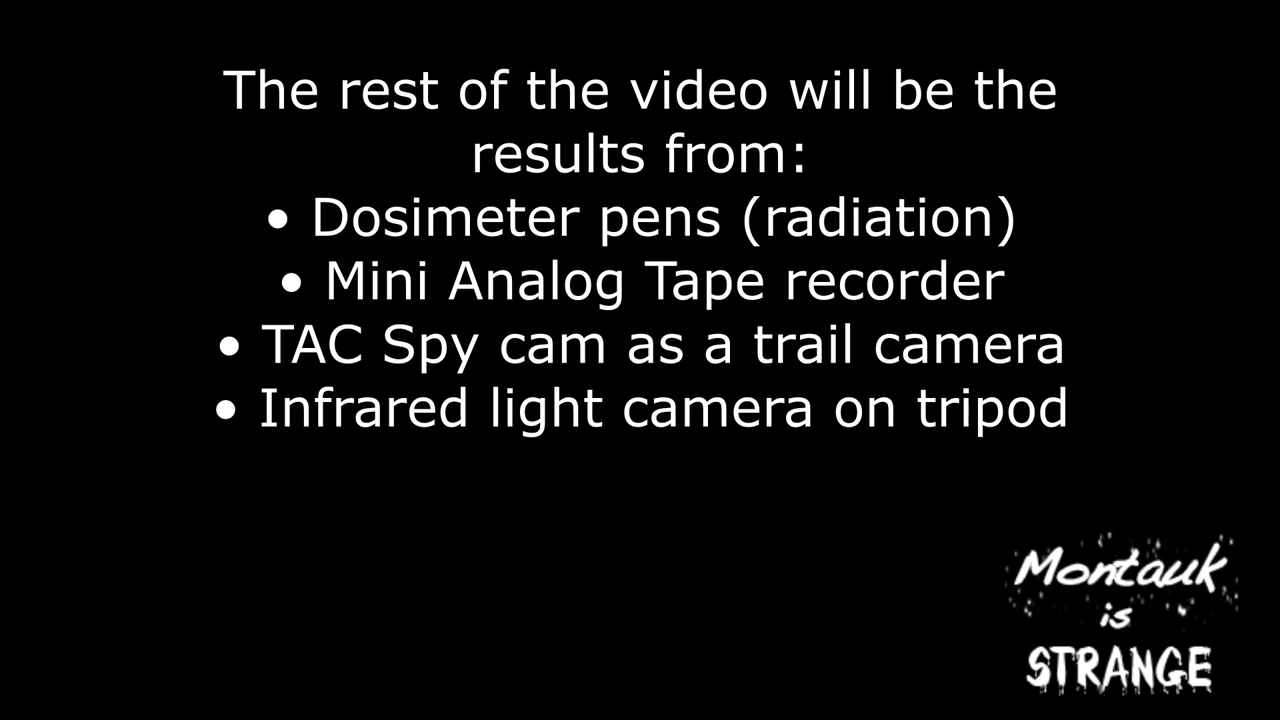 The rest of the video will be the
results from:
• Dosimeter pens (radiation)
• Mini Analog Tape recorder
• TAC Spy cam as a trail camera
• Infrared light camera on tripod
Montauk
is
STRANGE